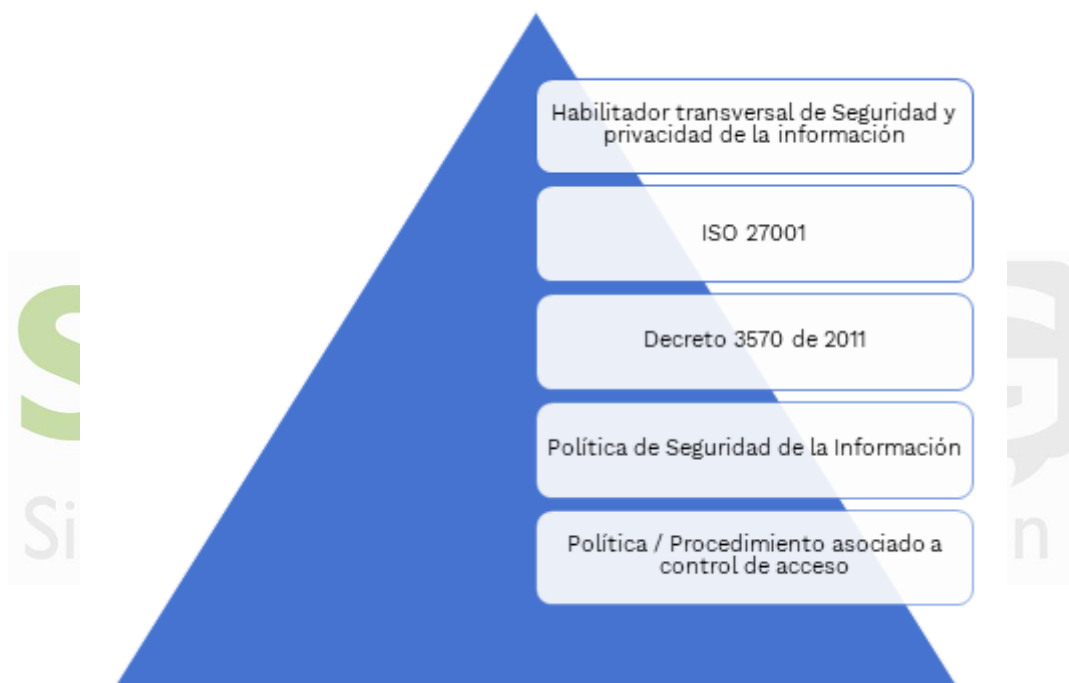 Habilitador transversal de Seguridad y
privacidad de la información
ISO 27001
Decreto 3570 de 2011
Política de Seguridad de la Información
Política / Procedimiento asociado a
control de acceso
S
G
Si
n